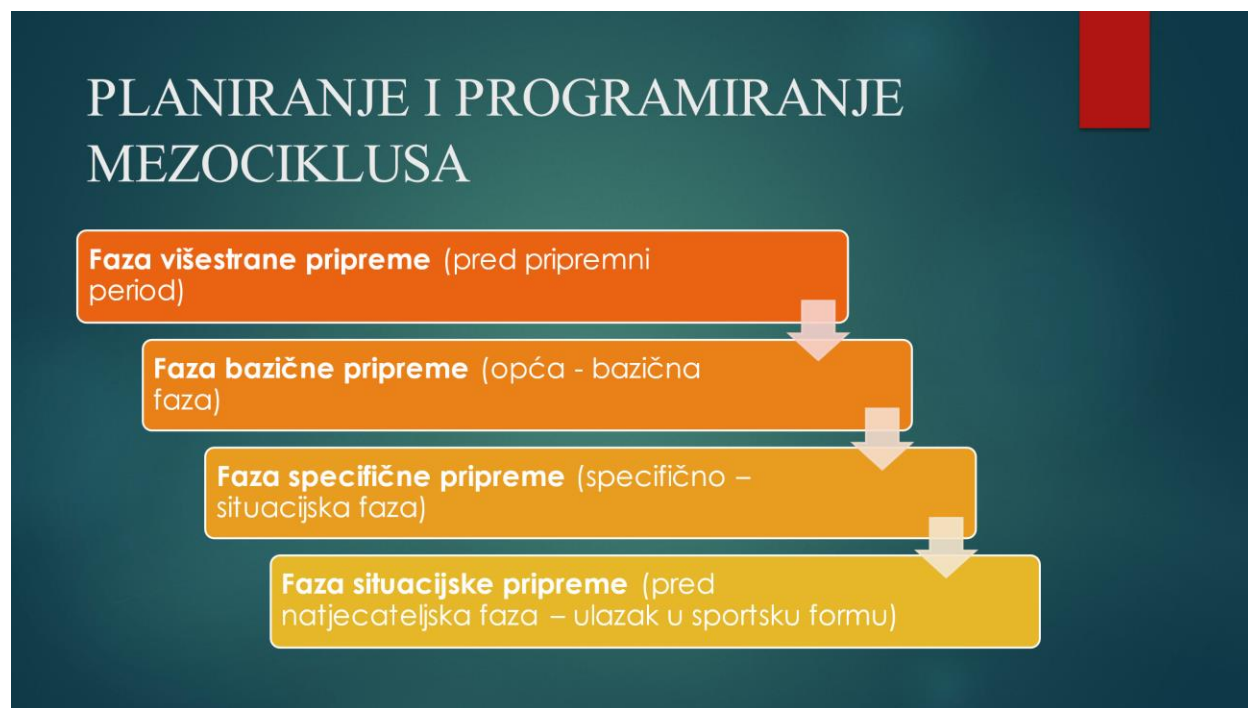 PLANIRANJE I PROGRAMIRANJE
MEZOCIKLUSA
Faza višestrane pripreme (pred pripremni
period)
Faza bazične pripreme (opća - bazična
faza)
Faza specifične pripreme (specifično –
situacijska faza)
Faza situacijske pripreme (pred
natjecateljska faza – ulazak u sportsku formu)